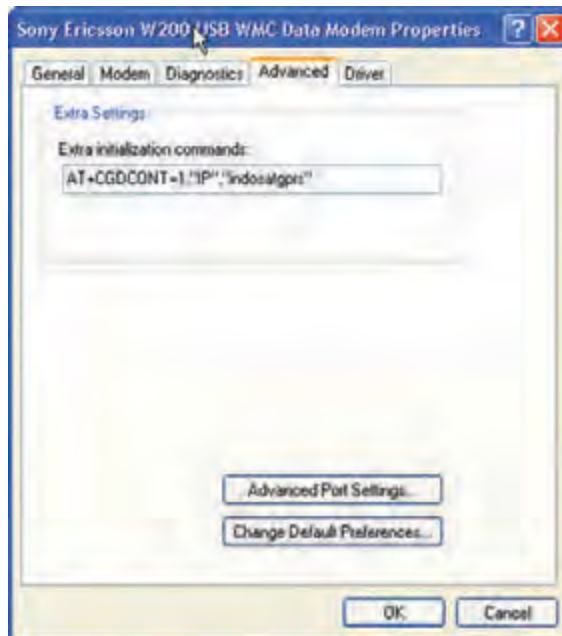 Sony Ericsson W200 USB WMC Data Modem Properties
General Modem Diagnostics Advanced Driver
Extra Settings
Extra initialization commands:
AT+CGDCONT=1,"IP","indosatgprs"
Advanced Port Settings...
Change Default Preferences...
OK Cancel